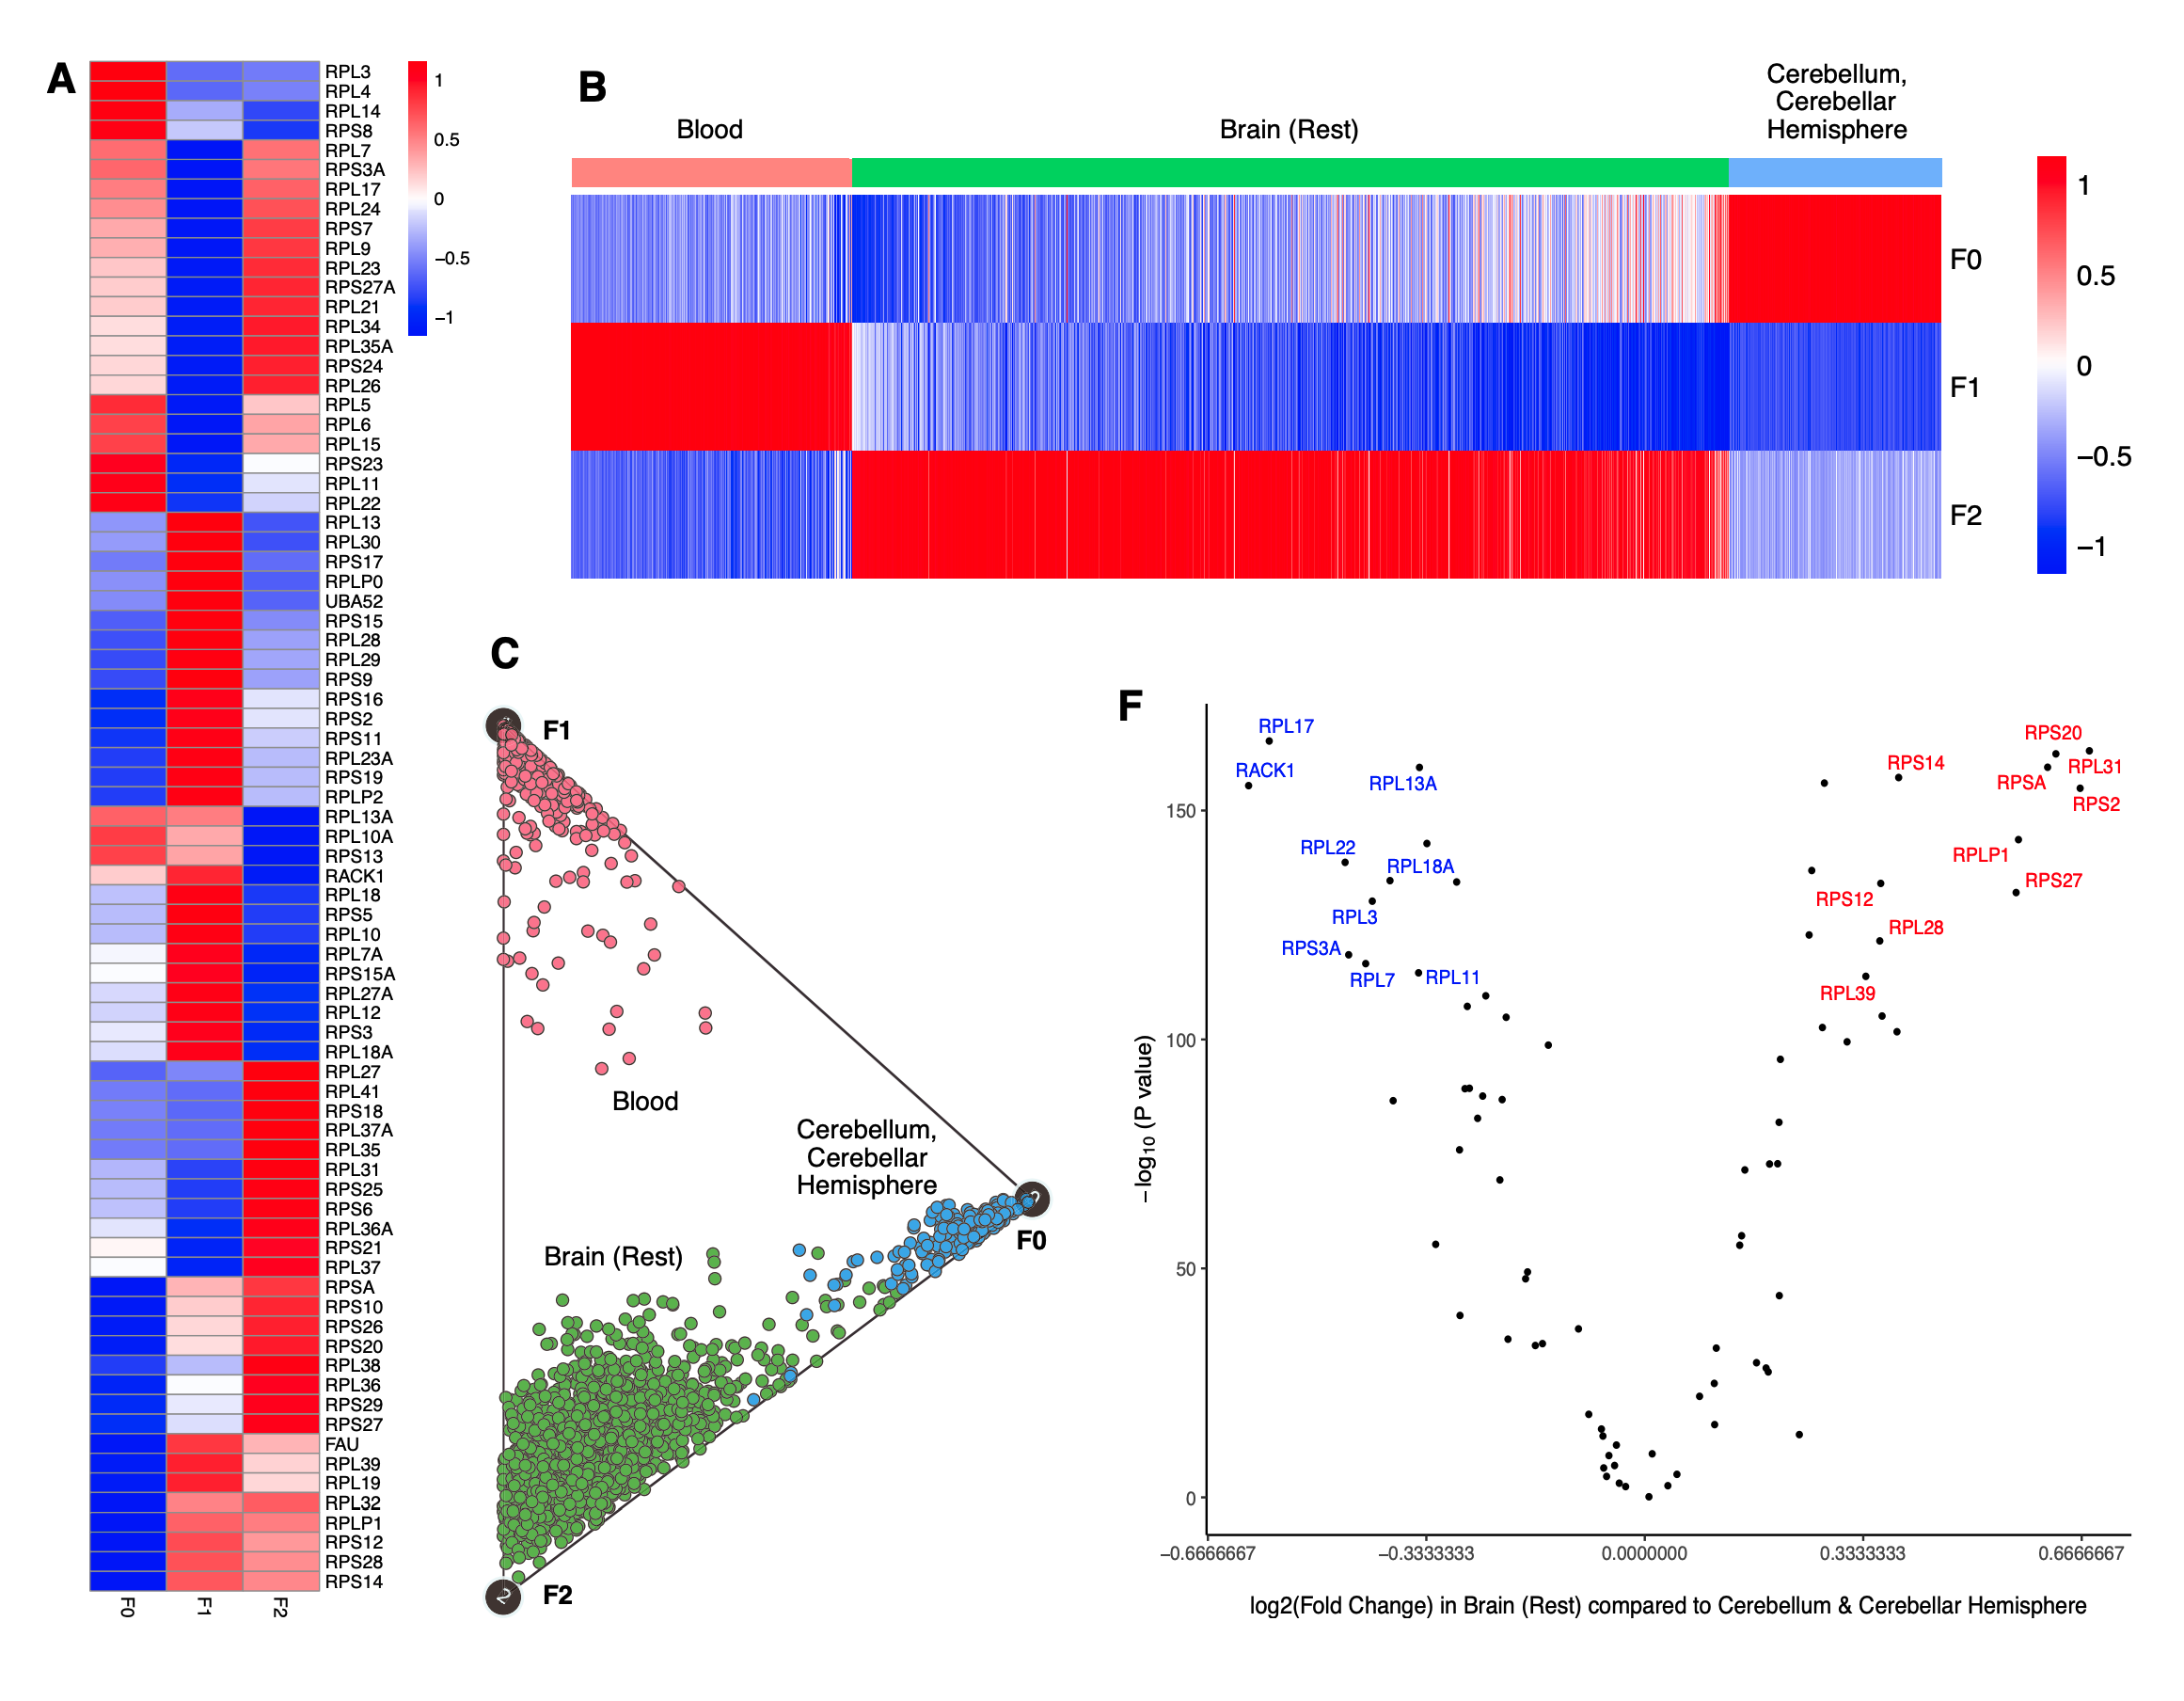 A
RPL3
RPL4
RPL14
RPS8
RPL7
RPS3A
RPL17
RPL24
RPS7
RPL9
RPL23
RPS27A
RPL21
RPL34
RPL35A
RPS24
RPL26
RPL5
RPL6
RPL15
RPS23
RPL11
RPL22
RPL13
RPL30
RPS17
RPLP0
UBA52
RPS15
RPL28
RPL29
RPS9
RPS16
RPS2
RPS11
RPL23A
RPS19
RPLP2
RPL13A
RPL10A
RPS13
RACK1
RPL18
RPS5
RPL10
RPL7A
RPS15A
RPL27A
RPL12
RPS3
RPL18A
RPL27
RPL41
RPS18
RPL37A
RPL35
RPL31
RPS25
RPS6
RPL36A
RPS21
RPL37
RPSA
RPS10
RPS26
RPS20
RPL38
RPL36
RPS29
RPS27
FAU
RPL39
RPL19
RPL32
RPLP1
RPS12
RPS28
RPS14
F0
F1
F2
1
0.5
0
−0.5
−1
B
Blood
Brain (Rest)
Cerebellum,
Cerebellar
Hemisphere
F0
F1
F2
1
0.5
0
−0.5
−1
C
F1
Blood
Cerebellum,
Cerebellar
Hemisphere
F0
Brain (Rest)
2
F2
F
RPL17
RACK1
RPL13A
RPL22
RPL18A
RPL3
RPS3A
RPL7
RPL11
RPS20
RPS14
RPL31
RPSA
RPS2
RPLP1
RPS27
RPS12
RPL28
RPL39
−log10 (P value)
150
100
50
0
−0.6666667
−0.3333333
0.0000000
0.3333333
0.6666667
log2(Fold Change) in Brain (Rest) compared to Cerebellum & Cerebellar Hemisphere